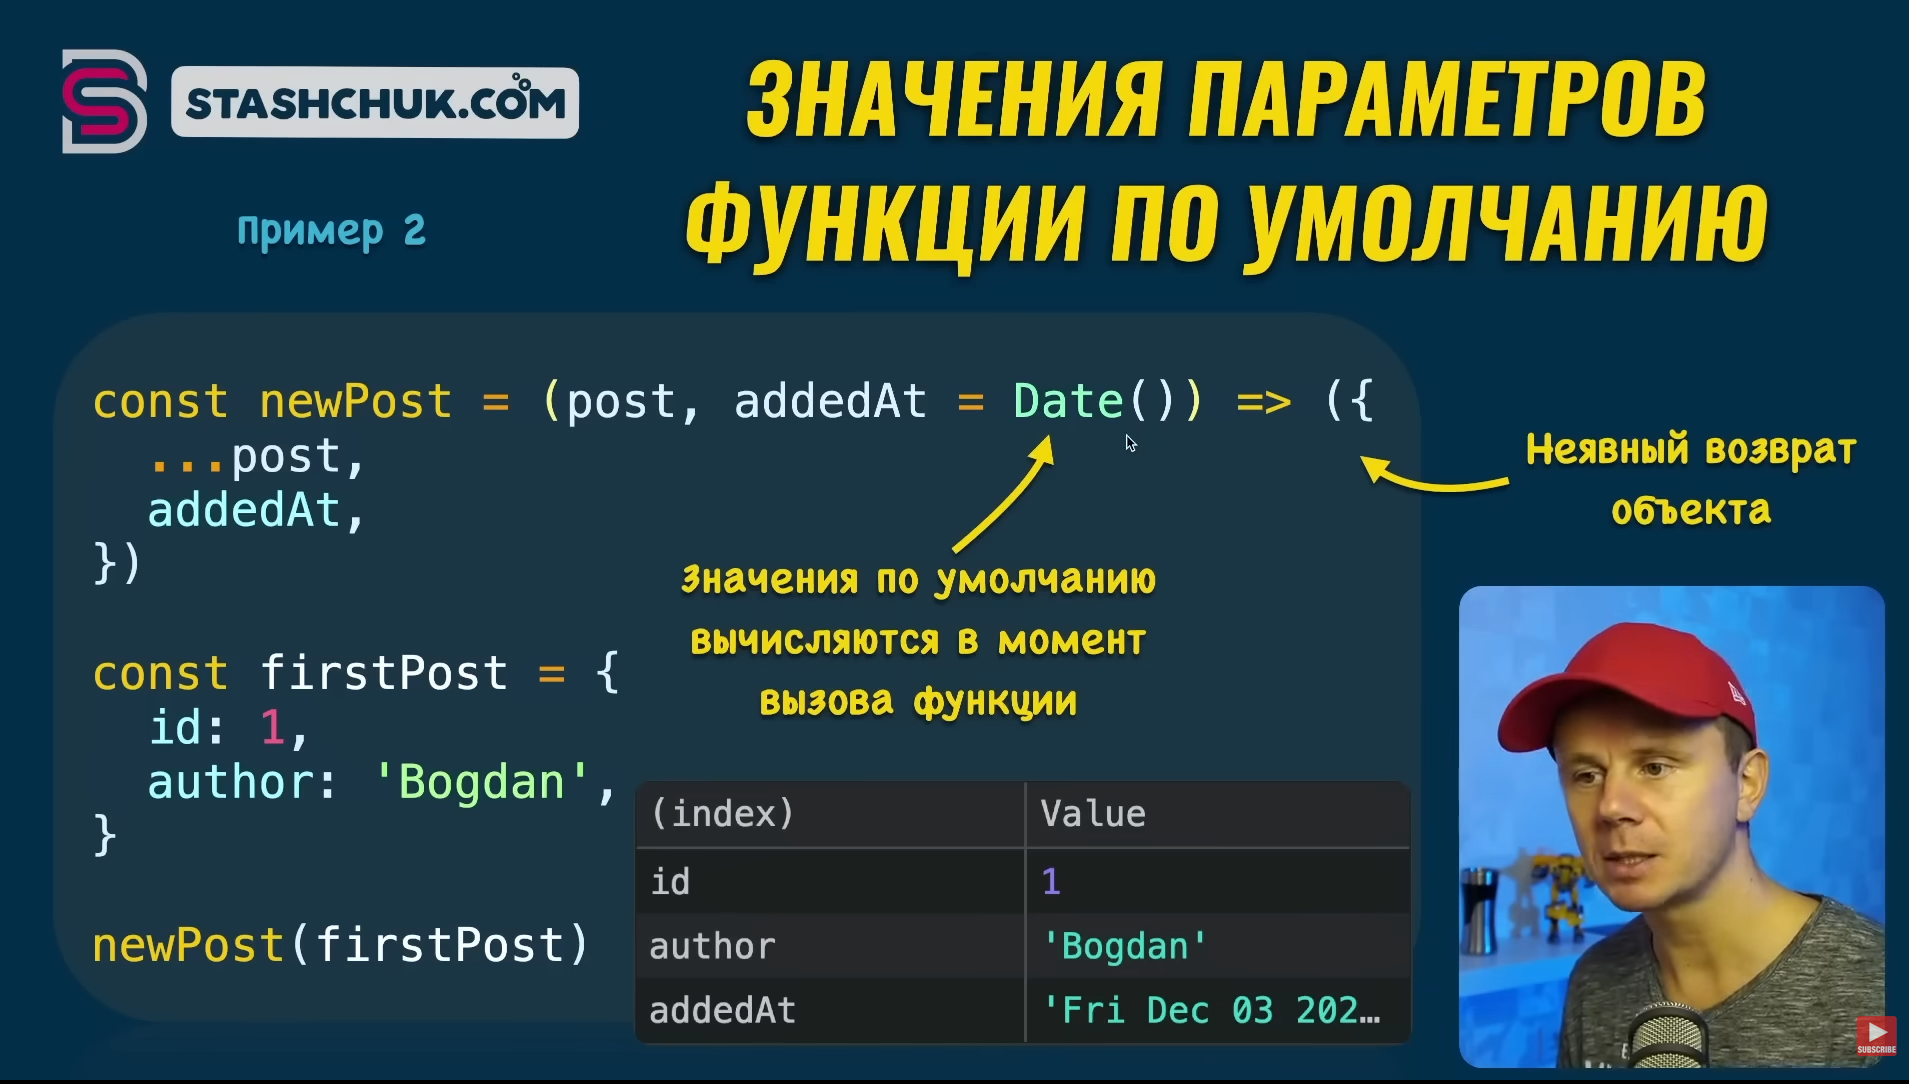 STASHCHUK.COM
ЗНАЧЕНИЯ ПАРАМЕТРОВ
ФУНКЦИИ ПО УМОЛЧАНИЮ
Пример 2
const newPost = (post, addedAt = Date()) => ({
...post,
addedAt,
})
Неявный возврат
объекта
Значения по умолчанию
вычисляются в момент
вызова функции
const firstPost = {
id: 1,
author: 'Bogdan',
}
newPost(firstPost)
(index) Value
id 1
author 'Bogdan'
addedAt 'Fri Dec 03 202…
SUBSCRIBE